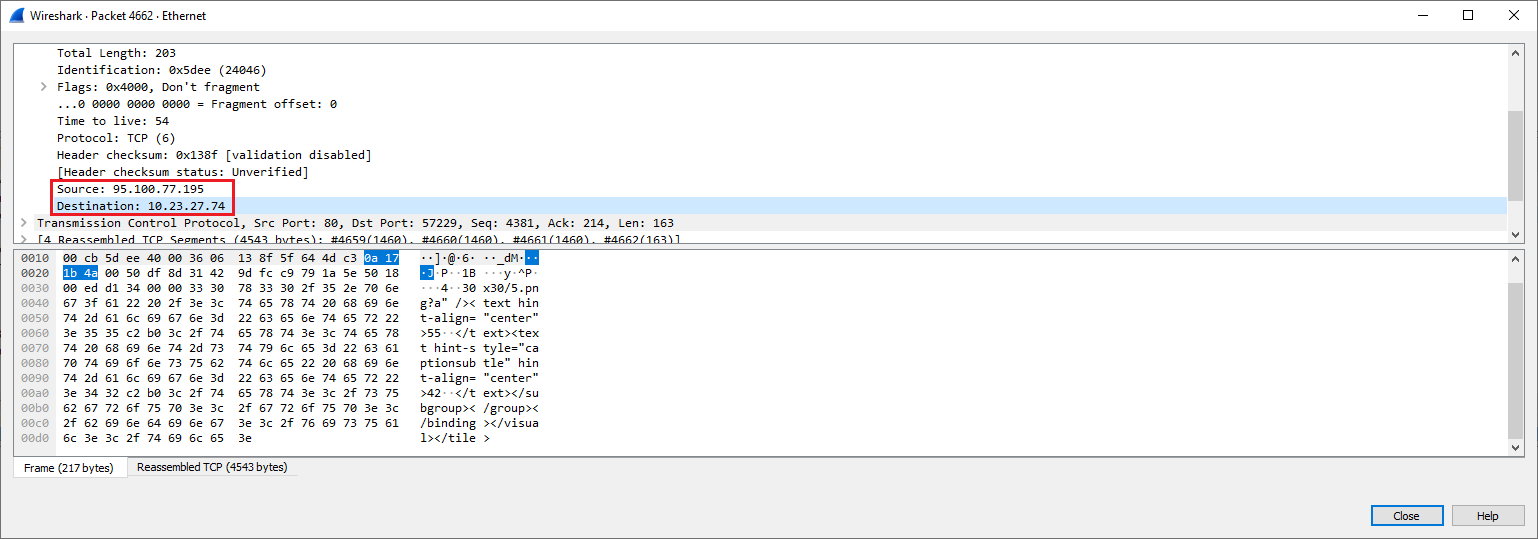 Wireshark · Packet 4662 · Ethernet
Total Length: 203
Identification: 0x5dee (24046)
Flags: 0x4000, Don't fragment
...0 0000 0000 0000 = Fragment offset: 0
Time to live: 54
Protocol: TCP (6)
Header checksum: 0x138f [validation disabled]
[Header checksum status: Unverified]
Source: 95.100.77.195
Destination: 10.23.27.74
Transmission Control Protocol, Src Port: 80, Dst Port: 57229, Seq: 4381, Ack: 214, Len: 163
[4 Reassembled TCP Segments (4543 bytes): #4659(1460), #4660(1460), #4661(1460), #4662(163)]
0010 00 cb 5d ee 40 00 36 06 13 8f 5f 64 4d c3 0a 17 ··]·@·6· ··_dM···
0020 1b 4a 00 50 df 8d 31 42 9d fc c9 79 1a 5e 50 18 ·J·P··1B ···y·^P·
0030 00 ed d1 34 00 00 33 30 78 33 30 2f 35 2e 70 6e ···4··30 x30/5.pn
0040 67 3f 61 22 20 2f 3e 3c 74 65 78 74 20 68 69 6e g?a" />< text hin
0050 74 2d 61 6c 69 67 6e 3d 22 63 65 6e 74 65 72 22 t-align= "center"
0060 3e 35 35 c2 b0 3c 2f 74 65 78 74 3e 3c 74 65 78 >55··</t ext><tex
0070 74 20 68 69 6e 74 2d 73 74 79 6c 65 3d 22 63 61 t hint-s tyle="ca
0080 70 74 69 6f 6e 73 75 62 74 6c 65 22 20 68 69 6e ptionsub tle" hin
0090 74 2d 61 6c 69 67 6e 3d 22 63 65 6e 74 65 72 22 t-align= "center"
00a0 3e 34 32 c2 b0 3c 2f 74 65 78 74 3e 3c 2f 73 75 >42··</t ext></su
00b0 62 67 72 6f 75 70 3e 3c 2f 67 72 6f 75 70 3e 3c bgroup>< /group><
00c0 2f 62 69 6e 64 69 6e 67 3e 3c 2f 76 69 73 75 61 /binding ></visua
00d0 6c 3e 3c 2f 74 69 6c 65 3e l></tile >
Frame (217 bytes) Reassembled TCP (4543 bytes)
Close Help